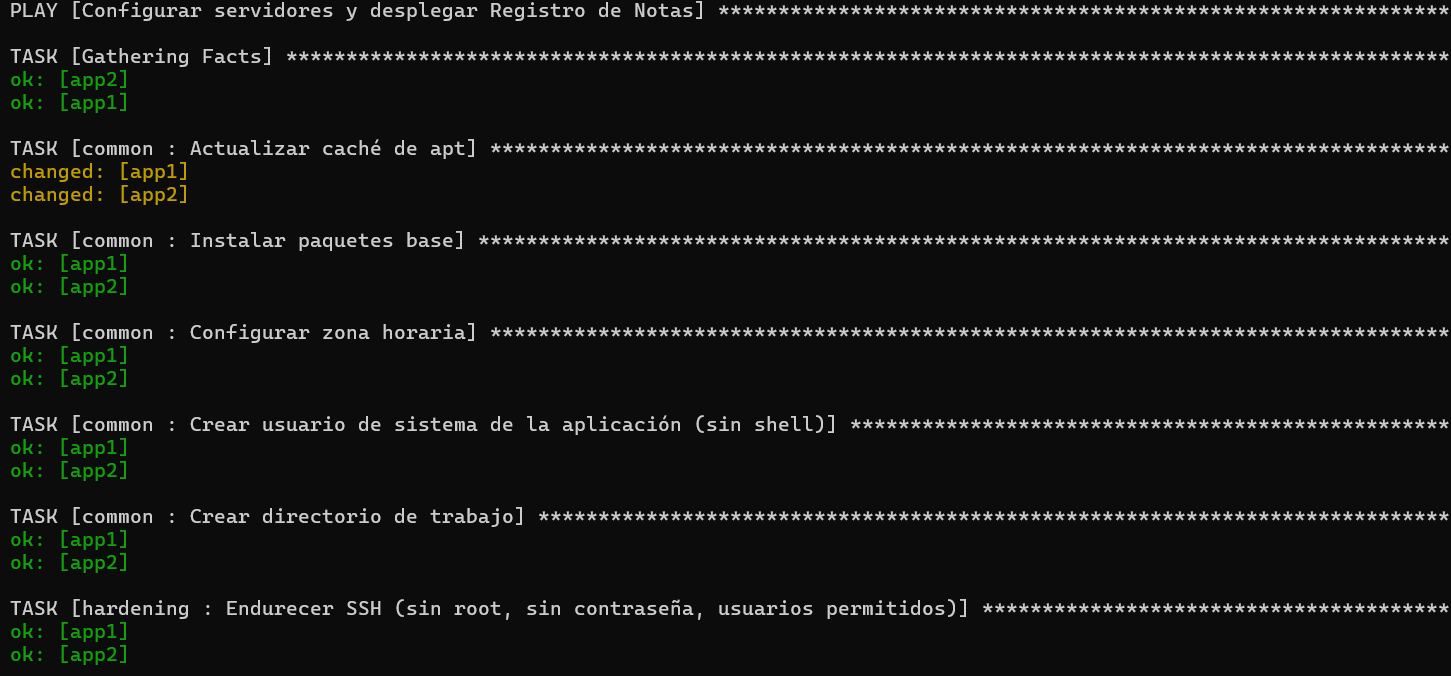 PLAY [Configurar servidores y desplegar Registro de Notas] *************************************************************
TASK [Gathering Facts] *************************************************************************************************
ok: [app2]
ok: [app1]
TASK [common : Actualizar caché de apt] ********************************************************************************
changed: [app1]
changed: [app2]
TASK [common : Instalar paquetes base] *********************************************************************************
ok: [app1]
ok: [app2]
TASK [common : Configurar zona horaria] ********************************************************************************
ok: [app1]
ok: [app2]
TASK [common : Crear usuario de sistema de la aplicación (sin shell)] **************************************************
ok: [app1]
ok: [app2]
TASK [common : Crear directorio de trabajo] ****************************************************************************
ok: [app1]
ok: [app2]
TASK [hardening : Endurecer SSH (sin root, sin contraseña, usuarios permitidos)] ***************************************
ok: [app1]
ok: [app2]